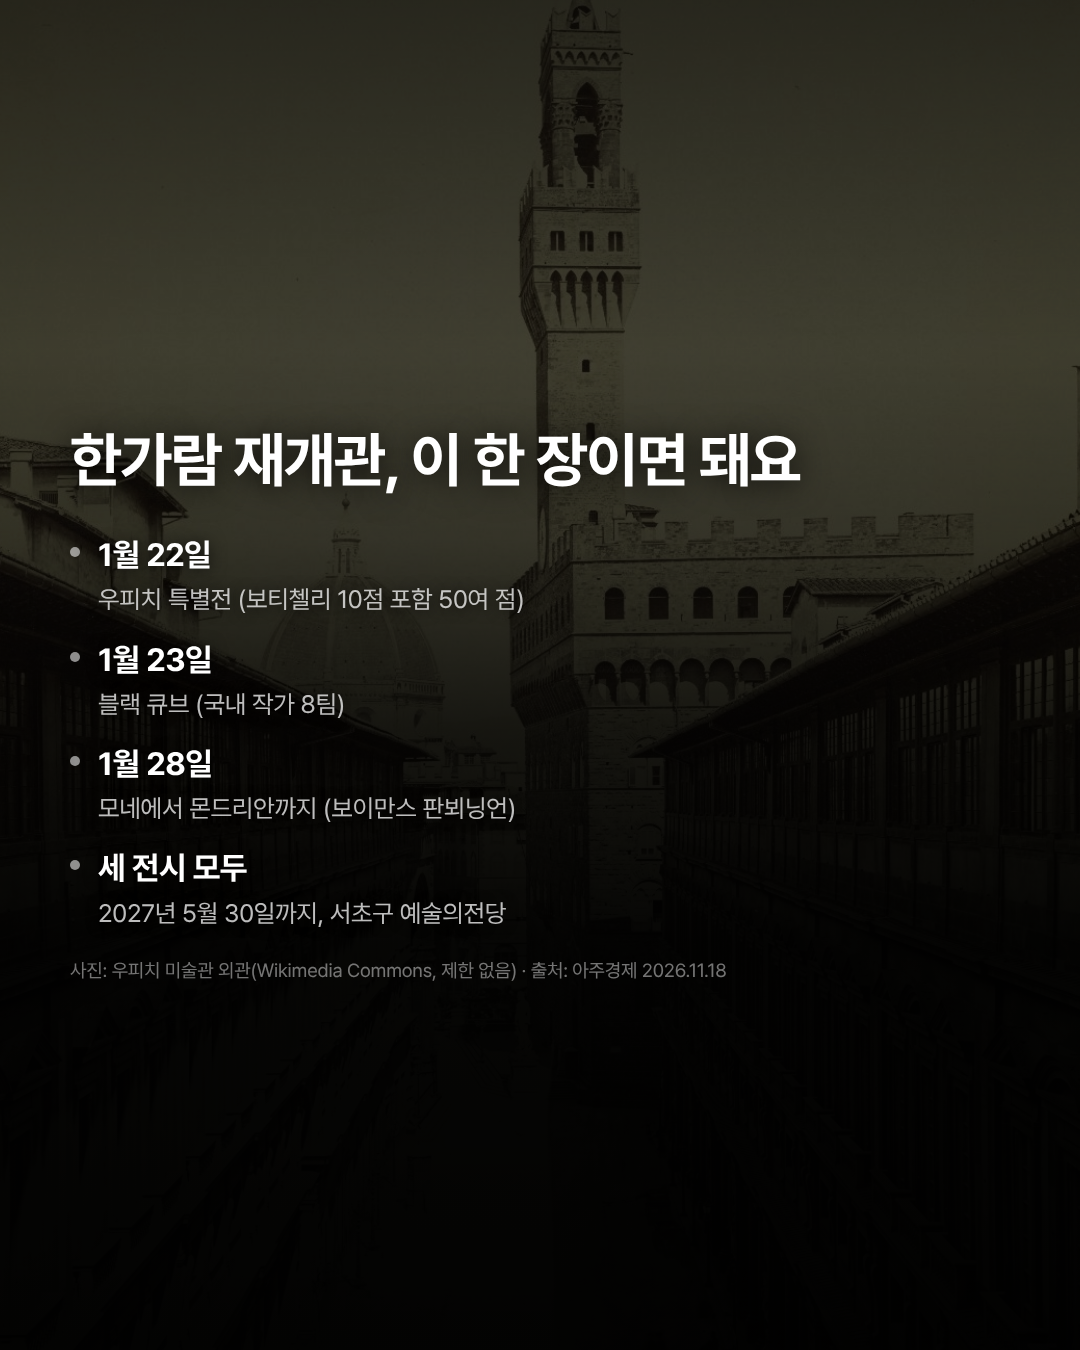 한가람 재개관, 이 한 장이면 돼요
1월 22일
우피치 특별전 (보티첼리 10점 포함 50여 점)
1월 23일
블랙 큐브 (국내 작가 8팀)
1월 28일
모네에서 몬드리안까지 (보이만스 판뵈닝언)
세 전시 모두
2027년 5월 30일까지, 서초구 예술의전당
사진: 우피치 미술관 외관(Wikimedia Commons, 제한 없음) · 출처: 아주경제 2026.11.18